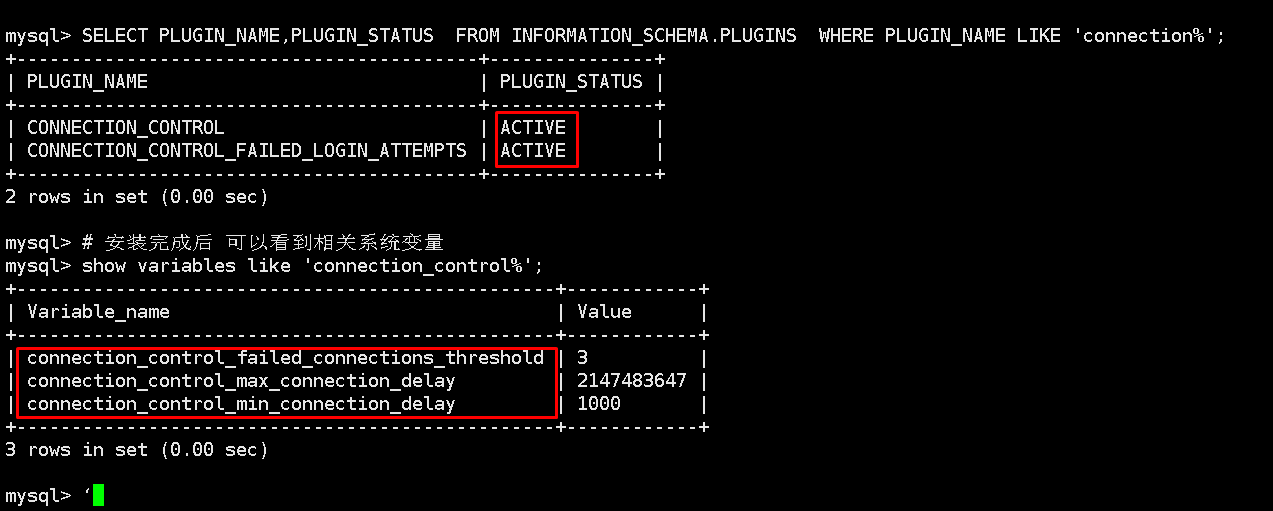 mysql> SELECT PLUGIN_NAME,PLUGIN_STATUS  FROM INFORMATION_SCHEMA.PLUGINS  WHERE PLUGIN_NAME LIKE 'connection%';
+------------------------------------------+---------------+
| PLUGIN_NAME                              | PLUGIN_STATUS |
+------------------------------------------+---------------+
| CONNECTION_CONTROL                       | ACTIVE        |
| CONNECTION_CONTROL_FAILED_LOGIN_ATTEMPTS | ACTIVE        |
+------------------------------------------+---------------+
2 rows in set (0.00 sec)
mysql> # 安装完成后 可以看到相关系统变量
mysql> show variables like 'connection_control%';
+-------------------------------------------------+------------+
| Variable_name                                   | Value      |
+-------------------------------------------------+------------+
| connection_control_failed_connections_threshold | 3          |
| connection_control_max_connection_delay         | 2147483647 |
| connection_control_min_connection_delay         | 1000       |
+-------------------------------------------------+------------+
3 rows in set (0.00 sec)
mysql> ‘